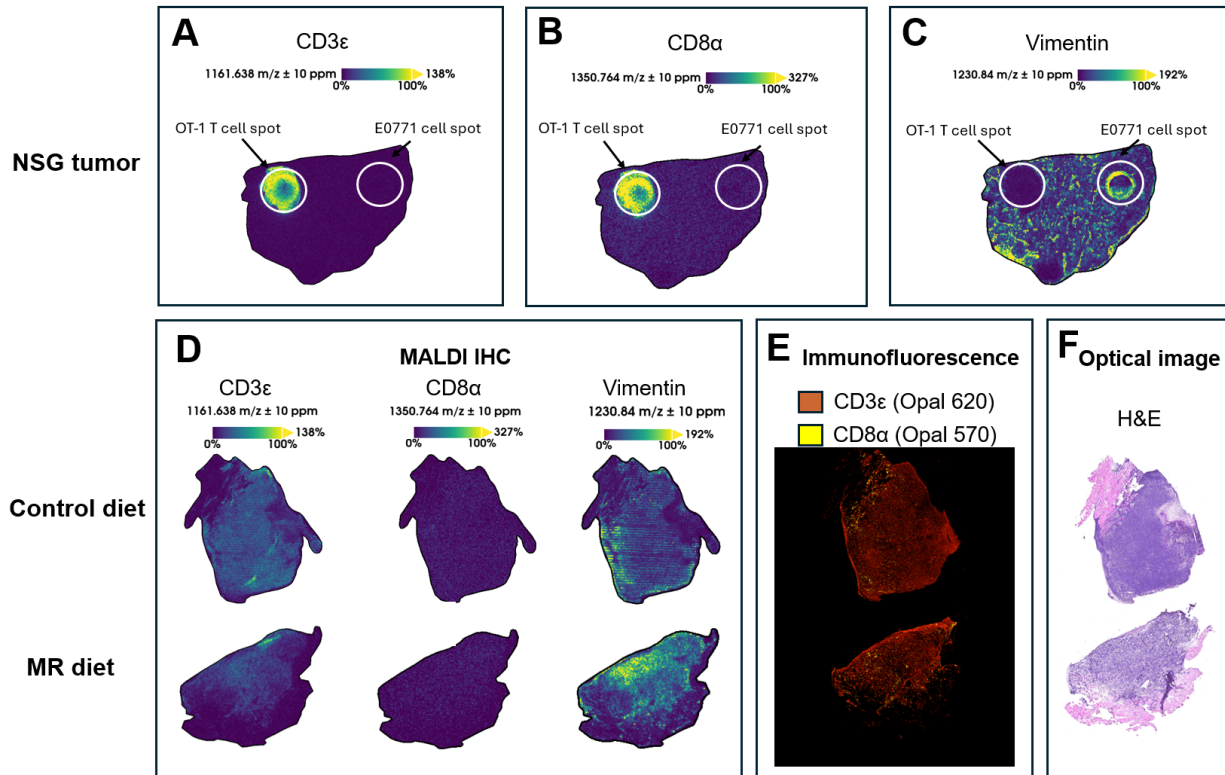 A
CD3ε
1161.638 m/z ± 10 ppm
138%
0%
100%
OT-1 T cell spot
E0771 cell spot
B
CD8α
1350.764 m/z ± 10 ppm
327%
0%
100%
OT-1 T cell spot
E0771 cell spot
C
Vimentin
1230.84 m/z ± 10 ppm
192%
0%
100%
OT-1 T cell spot
E0771 cell spot
NSG tumor
D
MALDI IHC
CD3ε
1161.638 m/z ± 10 ppm
138%
0%
100%
CD8α
1350.764 m/z ± 10 ppm
327%
0%
100%
Vimentin
1230.84 m/z ± 10 ppm
192%
0%
100%
Control diet
MR diet
E
Immunofluorescence
CD3ε (Opal 620)
CD8α (Opal 570)
F
Optical image
H&E